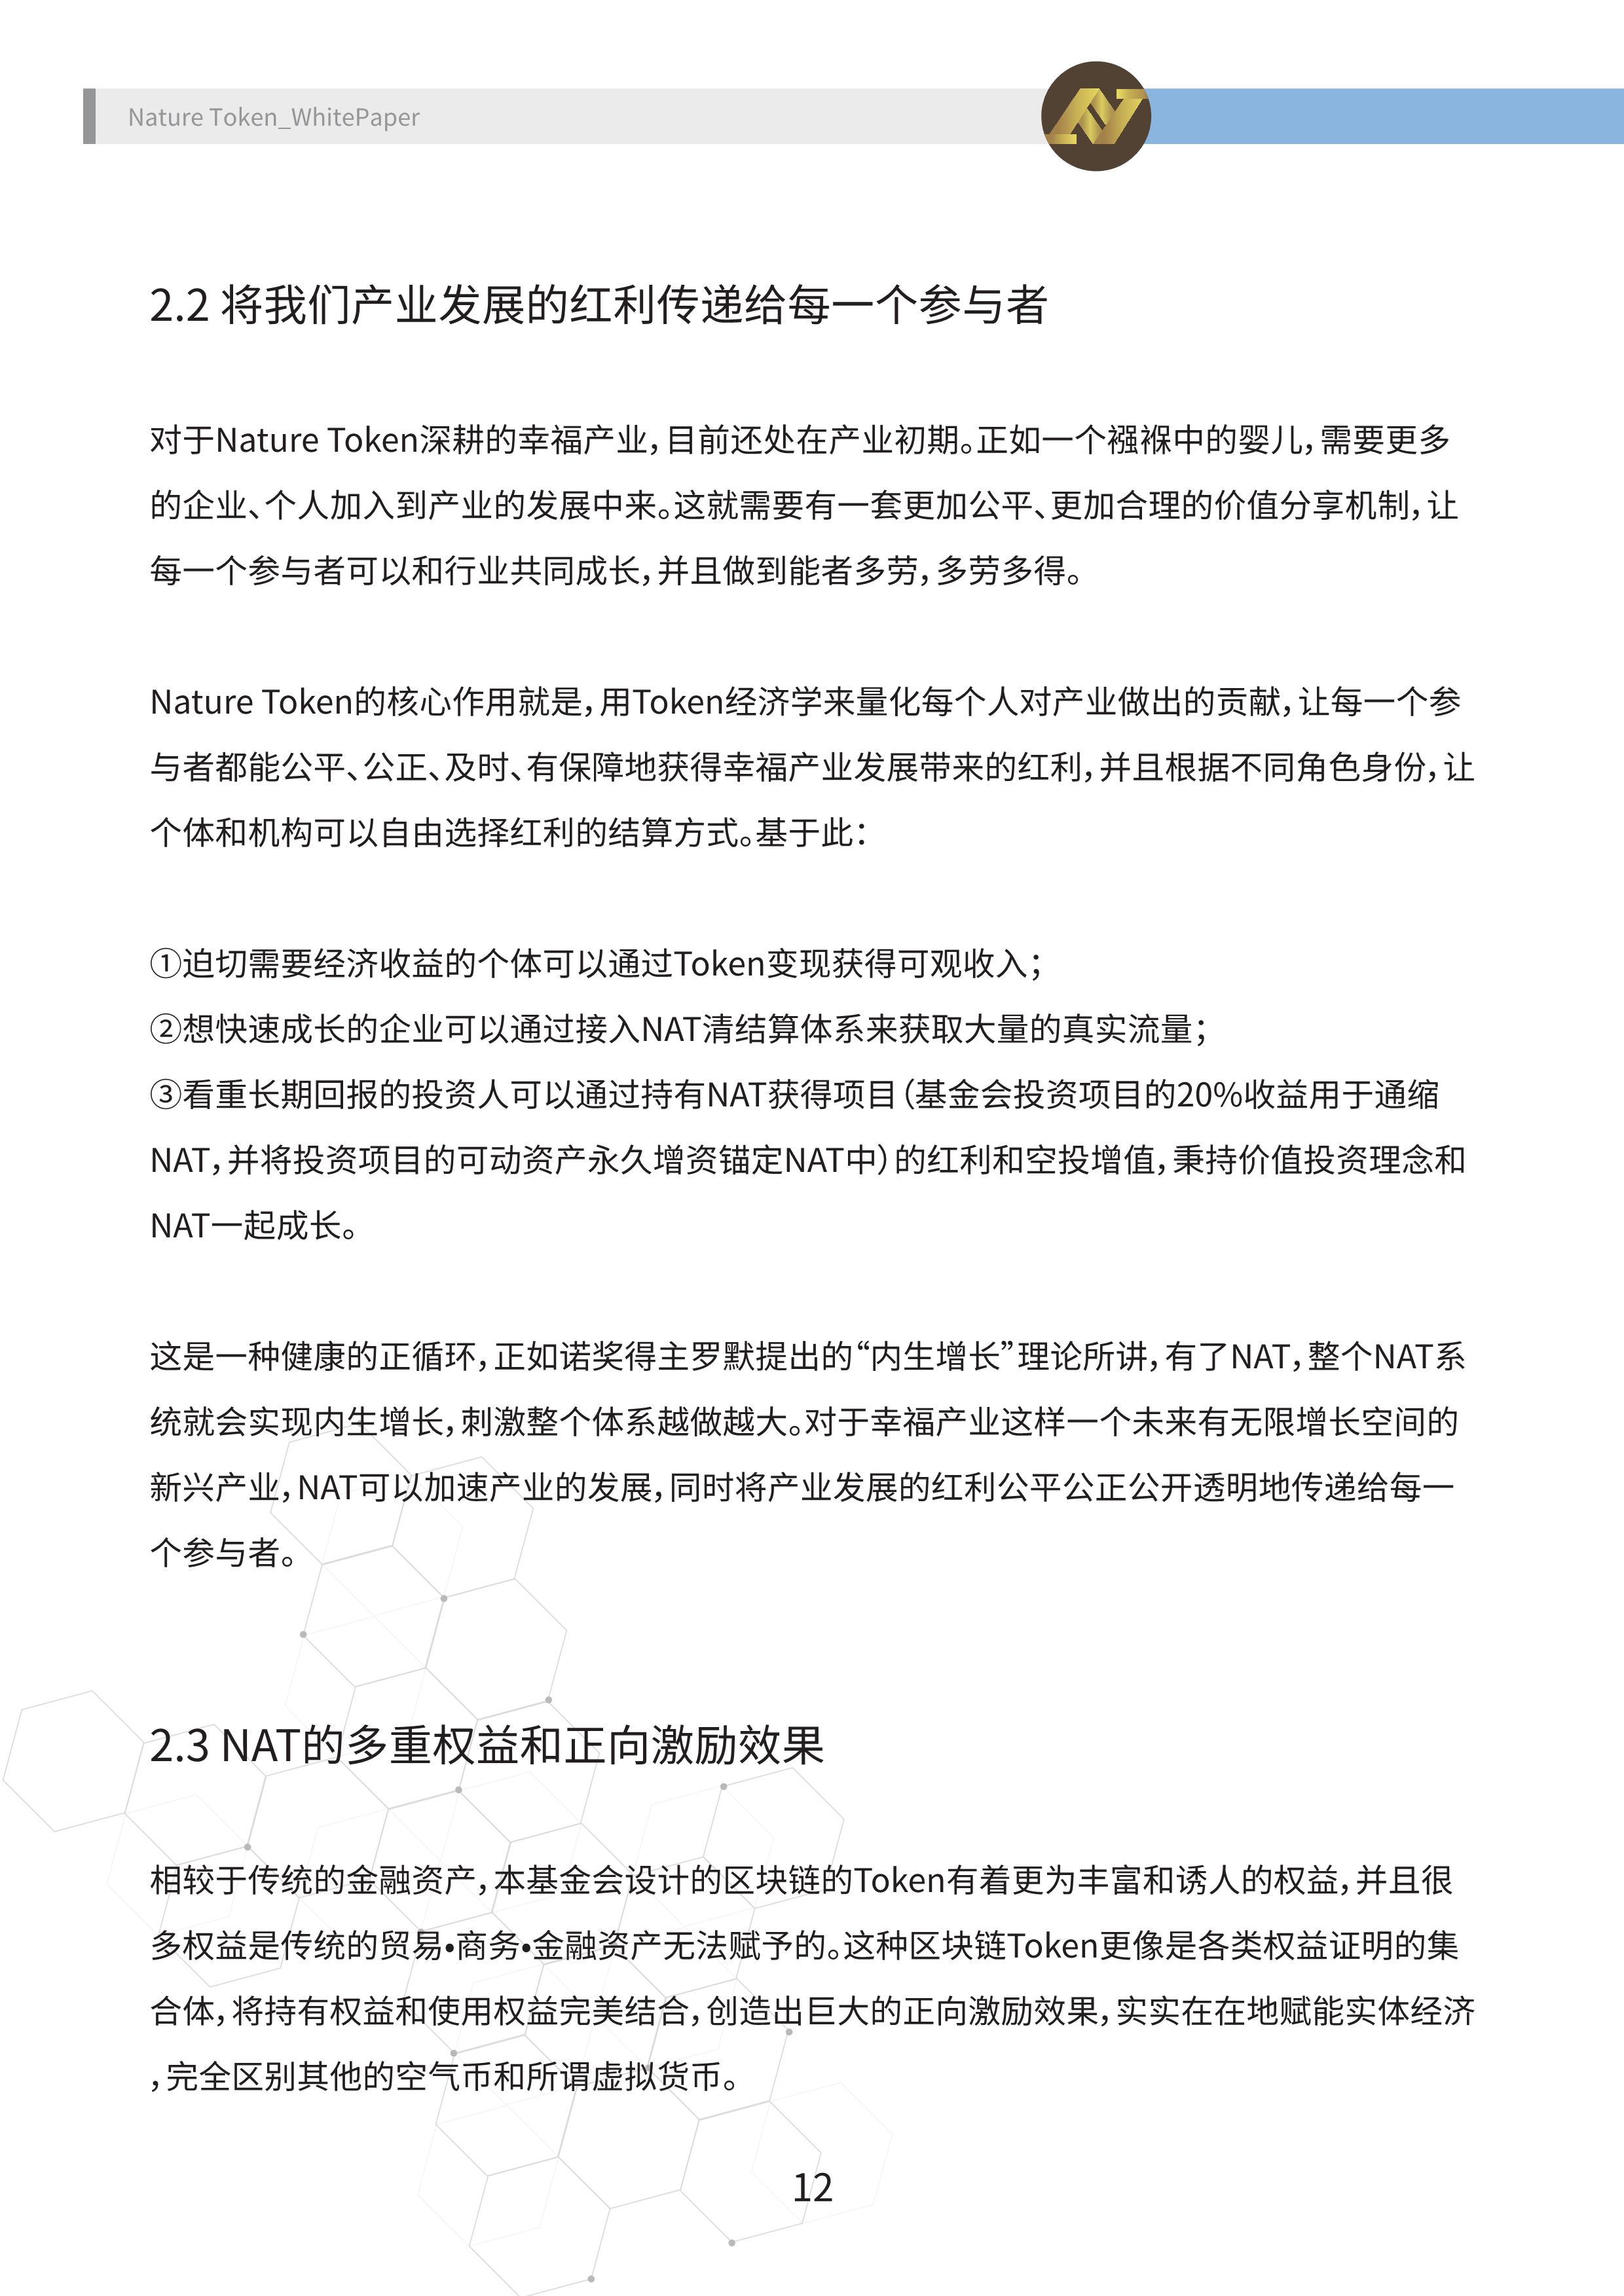 Nature Token_WhitePaper
2.2 将我们产业发展的红利传递给每一个参与者
对于Nature Token深耕的幸福产业，目前还处在产业初期。正如一个襁褓中的婴儿，需要更多
的企业、个人加入到产业的发展中来。这就需要有一套更加公平、更加合理的价值分享机制，让
每一个参与者可以和行业共同成长，并且做到能者多劳，多劳多得。
Nature Token的核心作用就是，用Token经济学来量化每个人对产业做出的贡献，让每一个参
与者都能公平、公正、及时、有保障地获得幸福产业发展带来的红利，并且根据不同角色身份，让
个体和机构可以自由选择红利的结算方式。基于此：
①迫切需要经济收益的个体可以通过Token变现获得可观收入；
②想快速成长的企业可以通过接入NAT清结算体系来获取大量的真实流量；
③看重长期回报的投资人可以通过持有NAT获得项目（基金会投资项目的20%收益用于通缩
NAT，并将投资项目的可动资产永久增资锚定NAT中）的红利和空投增值，秉持价值投资理念和
NAT一起成长。
这是一种健康的正循环，正如诺奖得主罗默提出的“内生增长”理论所讲，有了NAT，整个NAT系
统就会实现内生增长，刺激整个体系越做越大。对于幸福产业这样一个未来有无限增长空间的
新兴产业，NAT可以加速产业的发展，同时将产业发展的红利公平公正公开透明地传递给每一
个参与者。
2.3 NAT的多重权益和正向激励效果
相较于传统的金融资产，本基金会设计的区块链的Token有着更为丰富和诱人的权益，并且很
多权益是传统的贸易•商务•金融资产无法赋予的。这种区块链Token更像是各类权益证明的集
合体，将持有权益和使用权益完美结合，创造出巨大的正向激励效果，实实在在地赋能实体经济
，完全区别其他的空气币和所谓虚拟货币。
12